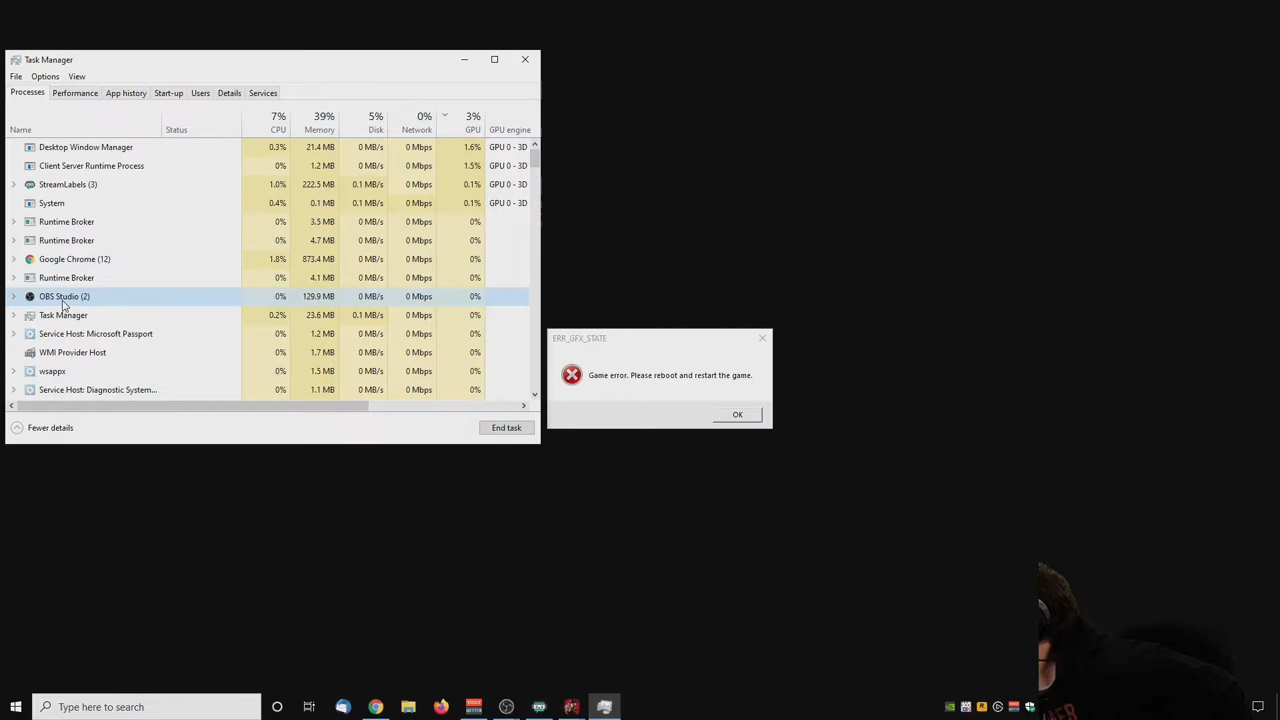 Task Manager
File Options View
Processes Performance App history Start-up Users Details Services
7% 39% 5% 0% 3%
Name Status CPU Memory Disk Network GPU GPU engine
Desktop Window Manager 0.3% 21.4 MB 0 MB/s 0 Mbps 1.6% GPU 0 - 3D
Client Server Runtime Process 0% 1.2 MB 0 MB/s 0 Mbps 1.5% GPU 0 - 3D
StreamLabels (3) 1.0% 222.5 MB 0.1 MB/s 0 Mbps 0.1% GPU 0 - 3D
System 0.4% 0.1 MB 0.1 MB/s 0 Mbps 0.1% GPU 0 - 3D
Runtime Broker 0% 3.5 MB 0 MB/s 0 Mbps 0%
Runtime Broker 0% 4.7 MB 0 MB/s 0 Mbps 0%
Google Chrome (12) 1.8% 873.4 MB 0 MB/s 0 Mbps 0%
Runtime Broker 0% 4.1 MB 0 MB/s 0 Mbps 0%
OBS Studio (2) 0% 129.9 MB 0 MB/s 0 Mbps 0%
Task Manager 0.2% 23.6 MB 0.1 MB/s 0 Mbps 0%
Service Host: Microsoft Passport 0% 1.2 MB 0 MB/s 0 Mbps 0%
WMI Provider Host 0% 1.7 MB 0 MB/s 0 Mbps 0%
wsappx 0% 1.5 MB 0 MB/s 0 Mbps 0%
Service Host: Diagnostic System... 0% 1.1 MB 0 MB/s 0 Mbps 0%
Fewer details End task
ERR_GFX_STATE
Game error. Please reboot and restart the game.
OK
Type here to search